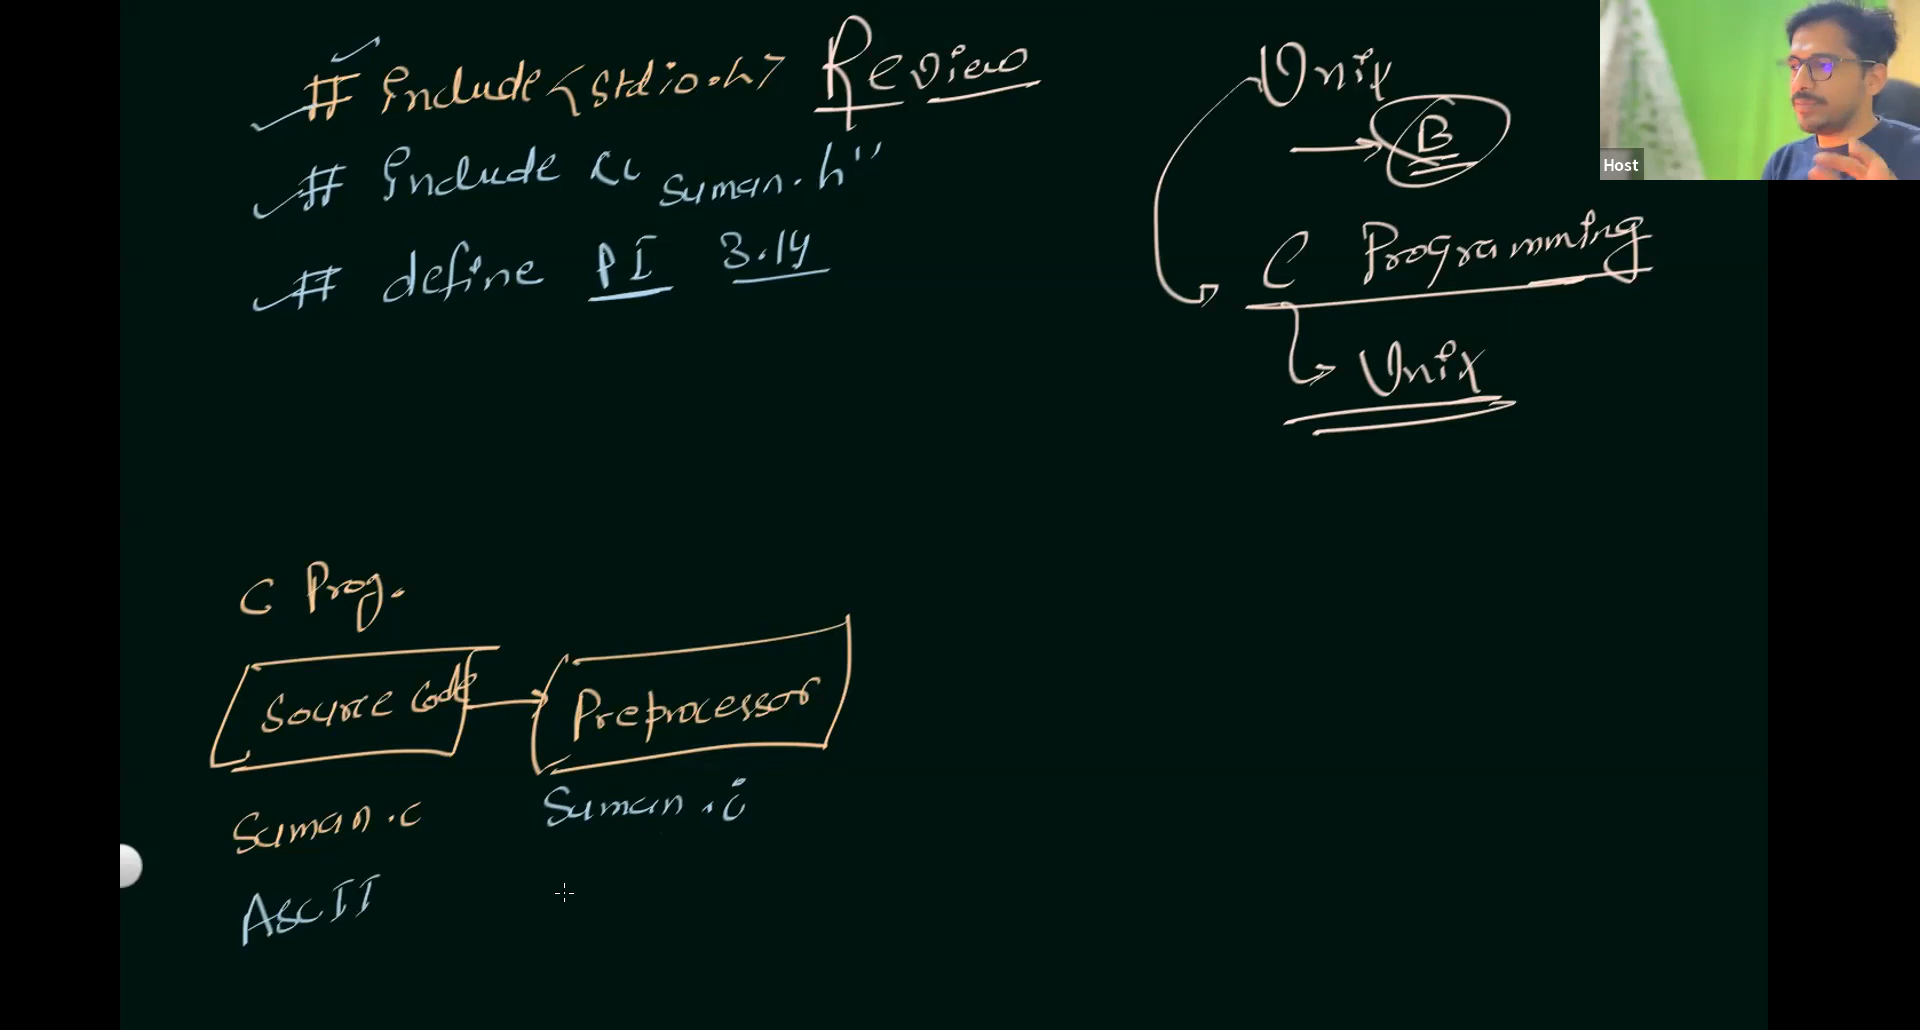 # include <stdio.h> Review
# include "suman.h"
# define PI 3.14
Unix
B
C Programming
Unix
Host
C Prog.
Source Code
Preprocessor
Suman.c
Suman.i
ASCII